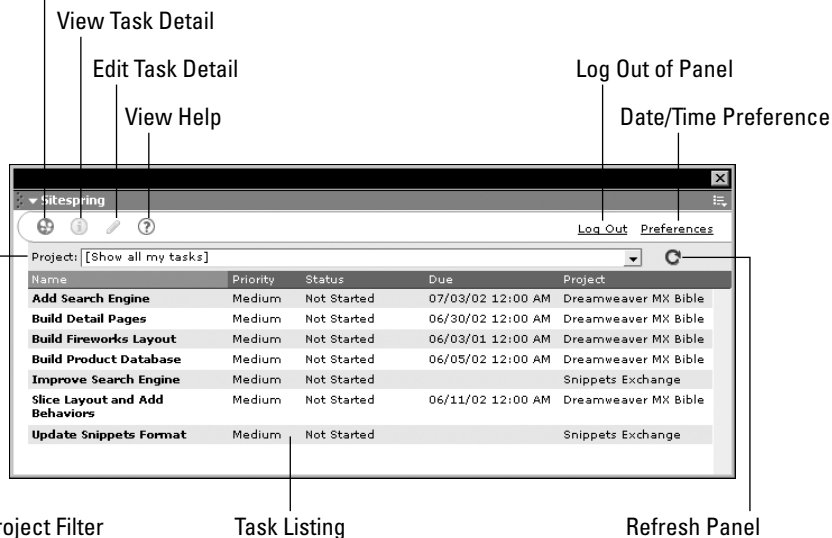 View Task Detail
Edit Task Detail
Log Out of Panel
View Help
Date/Time Preference
Sitespring
Log Out Preferences
Project: [Show all my tasks]
Name Priority Status Due Project
Add Search Engine Medium Not Started 07/03/02 12:00 AM Dreamweaver MX Bible
Build Detail Pages Medium Not Started 06/30/02 12:00 AM Dreamweaver MX Bible
Build Fireworks Layout Medium Not Started 06/03/01 12:00 AM Dreamweaver MX Bible
Build Product Database Medium Not Started 06/05/02 12:00 AM Dreamweaver MX Bible
Improve Search Engine Medium Not Started Snippets Exchange
Slice Layout and Add Medium Not Started 06/11/02 12:00 AM Dreamweaver MX Bible
Behaviors
Update Snippets Format Medium Not Started Snippets Exchange
roject Filter Task Listing Refresh Panel